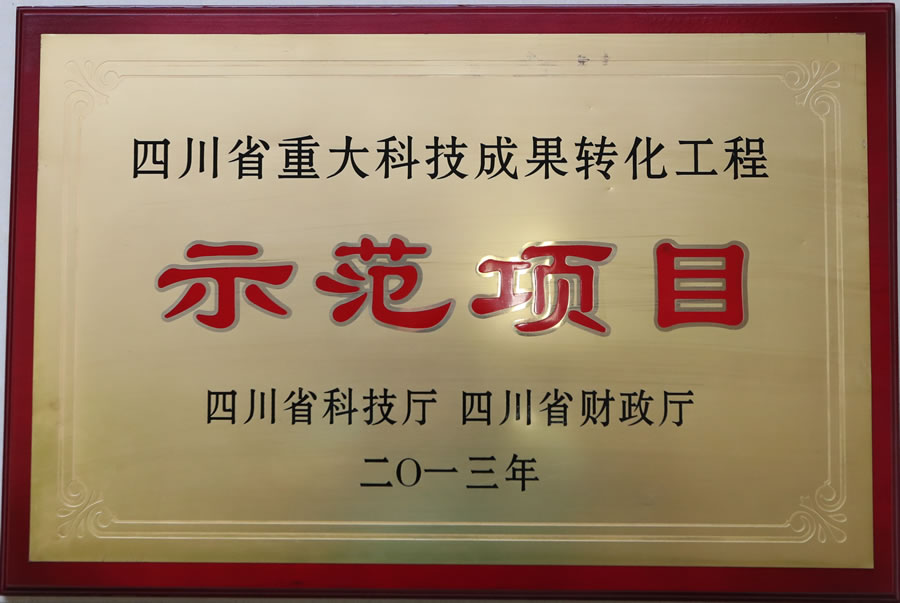 四川省重大科技成果转化工程
示范项目
四川省科技厅 四川省财政厅
二〇一三年